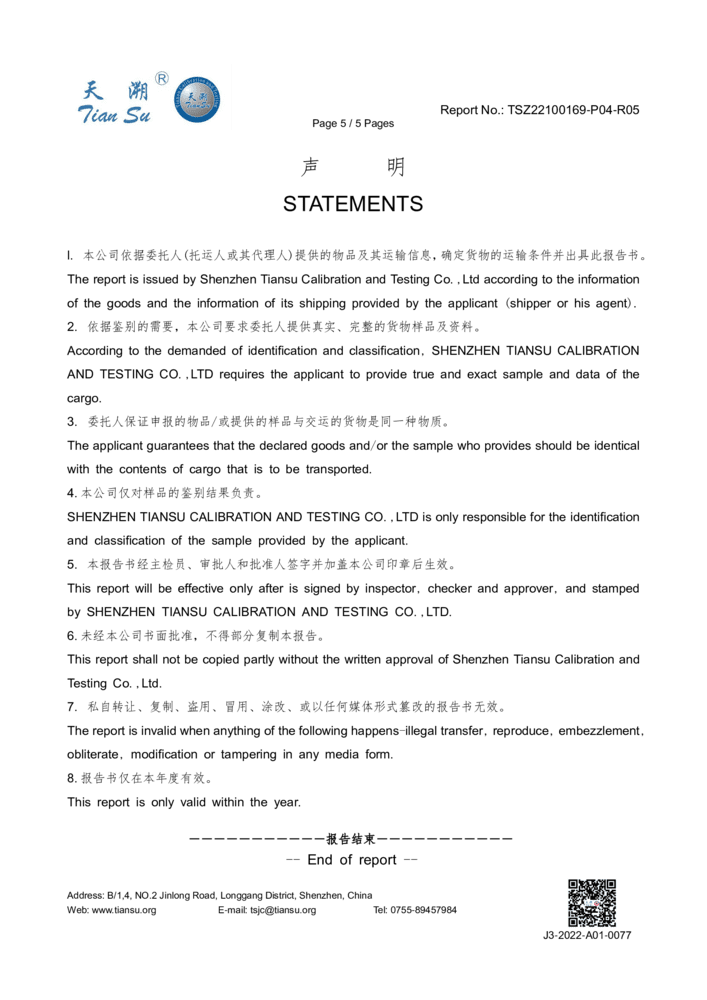 天 溯 ®
Tian Su
天溯
TianSu
Report No.: TSZ22100169-P04-R05
Page 5 / 5 Pages
声 明
STATEMENTS
I. 本公司依据委托人(托运人或其代理人)提供的物品及其运输信息,确定货物的运输条件并出具此报告书。
The report is issued by Shenzhen Tiansu Calibration and Testing Co. ,Ltd according to the information
of the goods and the information of its shipping provided by the applicant (shipper or his agent).
2. 依据鉴别的需要，本公司要求委托人提供真实、完整的货物样品及资料。
According to the demanded of identification and classification, SHENZHEN TIANSU CALIBRATION
AND TESTING CO. ,LTD requires the applicant to provide true and exact sample and data of the
cargo.
3. 委托人保证申报的物品/或提供的样品与交运的货物是同一种物质。
The applicant guarantees that the declared goods and/or the sample who provides should be identical
with the contents of cargo that is to be transported.
4.本公司仅对样品的鉴别结果负责。
SHENZHEN TIANSU CALIBRATION AND TESTING CO. ,LTD is only responsible for the identification
and classification of the sample provided by the applicant.
5. 本报告书经主检员、审批人和批准人签字并加盖本公司印章后生效。
This report will be effective only after is signed by inspector, checker and approver, and stamped
by SHENZHEN TIANSU CALIBRATION AND TESTING CO. ,LTD.
6.未经本公司书面批准，不得部分复制本报告。
This report shall not be copied partly without the written approval of Shenzhen Tiansu Calibration and
Testing Co. ,Ltd.
7. 私自转让、复制、盗用、冒用、涂改、或以任何媒体形式篡改的报告书无效。
The report is invalid when anything of the following happens-illegal transfer, reproduce, embezzlement,
obliterate, modification or tampering in any media form.
8.报告书仅在本年度有效。
This report is only valid within the year.
———————————报告结束———————————
-- End of report --
Address: B/1,4, NO.2 Jinlong Road, Longgang District, Shenzhen, China
Web: www.tiansu.org E-mail: tsjc@tiansu.org Tel: 0755-89457984
J3-2022-A01-0077